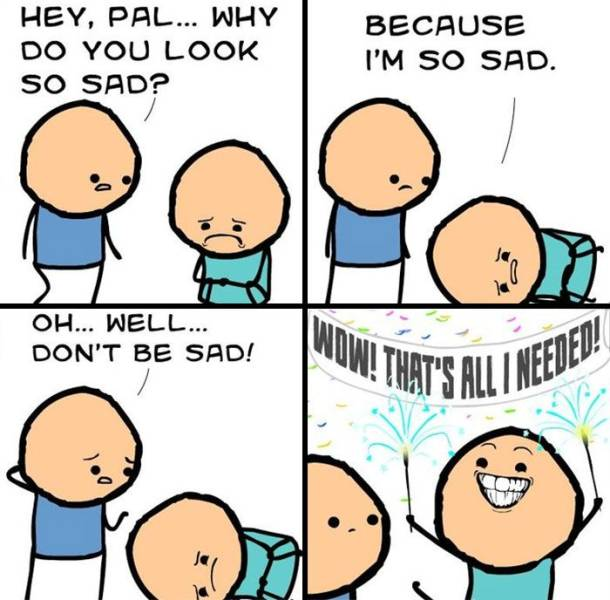 HEY, PAL... WHY
DO YOU LOOK
SO SAD?
BECAUSE
I'M SO SAD.
OH... WELL...
DON'T BE SAD!
WOW! THAT'S ALL I NEEDED!